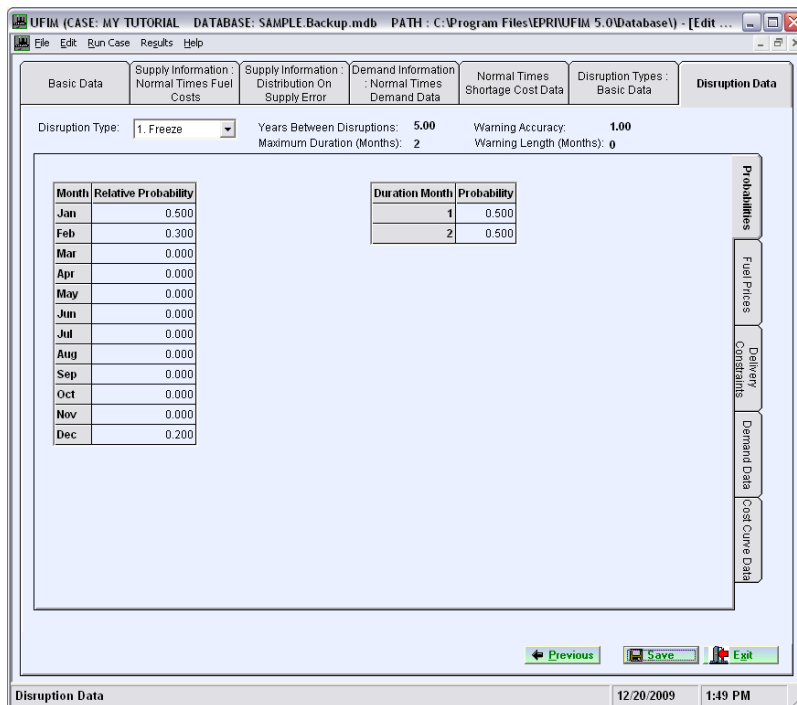 UFIM (CASE: MY TUTORIAL DATABASE: SAMPLE.Backup.mdb PATH : C:\Program Files\EPRI\UFIM 5.0\Database\) - [Edit ...
File Edit Run Case Results Help
Basic Data
Supply Information :
Normal Times Fuel
Costs
Supply Information :
Distribution On
Supply Error
Demand Information
: Normal Times
Demand Data
Normal Times
Shortage Cost Data
Disruption Types :
Basic Data
Disruption Data
Disruption Type: 1. Freeze Years Between Disruptions: 5.00 Warning Accuracy: 1.00
Maximum Duration (Months): 2 Warning Length (Months): 0
Month Relative Probability
Jan 0.500
Feb 0.300
Mar 0.000
Apr 0.000
May 0.000
Jun 0.000
Jul 0.000
Aug 0.000
Sep 0.000
Oct 0.000
Nov 0.000
Dec 0.200
Duration Month Probability
1 0.500
2 0.500
Probabilities
Fuel Prices
Delivery
Constraints
Demand Data
Cost Curve Data
Previous Save Exit
Disruption Data 12/20/2009 1:49 PM